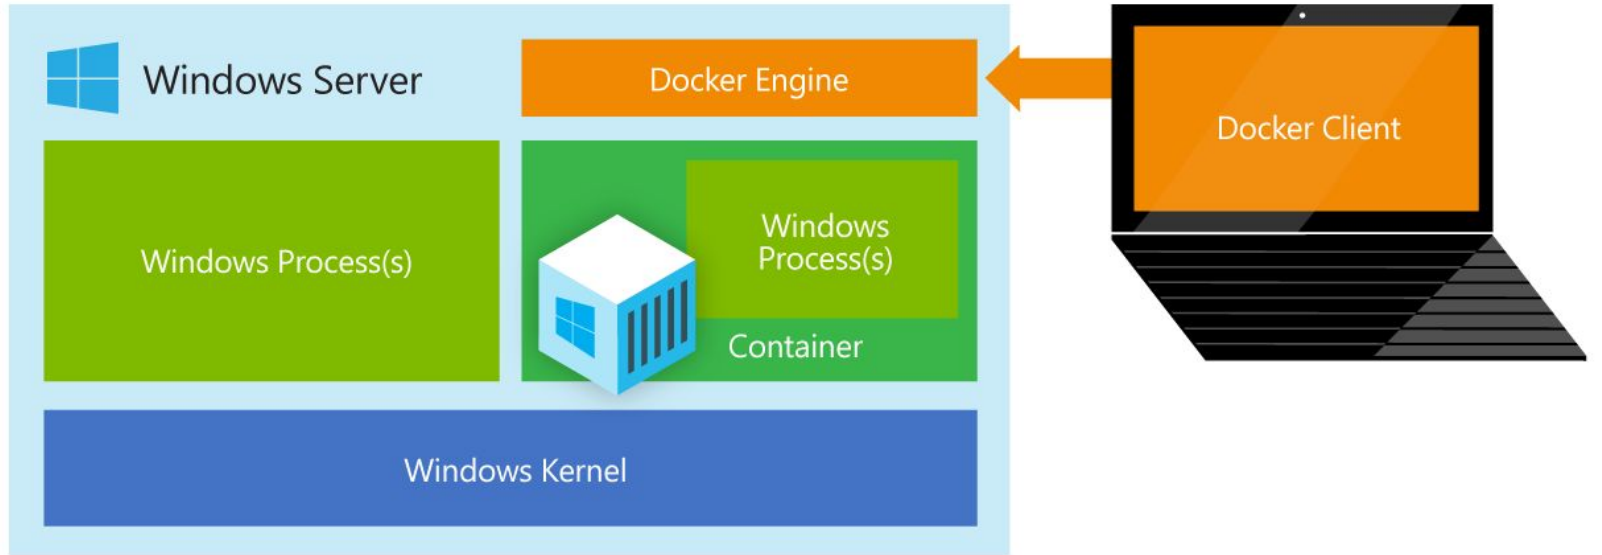 Windows Server
Docker Engine
Docker Client
Windows Process(s)
Windows
Process(s)
Container
Windows Kernel